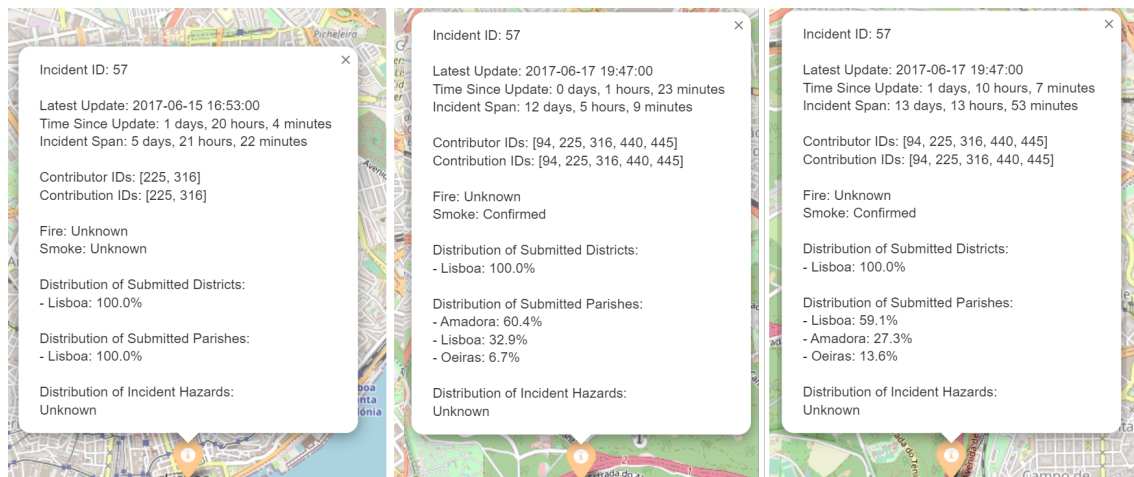 Picheleira
×
Incident ID: 57
Latest Update: 2017-06-15 16:53:00
Time Since Update: 1 days, 20 hours, 4 minutes
Incident Span: 5 days, 21 hours, 22 minutes
Contributor IDs: [225, 316]
Contribution IDs: [225, 316]
Fire: Unknown
Smoke: Unknown
Distribution of Submitted Districts:
- Lisboa: 100.0%
Distribution of Submitted Parishes:
- Lisboa: 100.0%
Distribution of Incident Hazards:
Unknown
×
Incident ID: 57
Latest Update: 2017-06-17 19:47:00
Time Since Update: 0 days, 1 hours, 23 minutes
Incident Span: 12 days, 5 hours, 9 minutes
Contributor IDs: [94, 225, 316, 440, 445]
Contribution IDs: [94, 225, 316, 440, 445]
Fire: Unknown
Smoke: Confirmed
Distribution of Submitted Districts:
- Lisboa: 100.0%
Distribution of Submitted Parishes:
- Amadora: 60.4%
- Lisboa: 32.9%
- Oeiras: 6.7%
Distribution of Incident Hazards:
Unknown
2
1
×
Incident ID: 57
Latest Update: 2017-06-17 19:47:00
Time Since Update: 1 days, 10 hours, 7 minutes
Incident Span: 13 days, 13 hours, 53 minutes
Contributor IDs: [94, 225, 316, 440, 445]
Contribution IDs: [94, 225, 316, 440, 445]
Fire: Unknown
Smoke: Confirmed
Distribution of Submitted Districts:
- Lisboa: 100.0%
Distribution of Submitted Parishes:
- Lisboa: 59.1%
- Amadora: 27.3%
- Oeiras: 13.6%
Distribution of Incident Hazards:
Unknown
Campo de